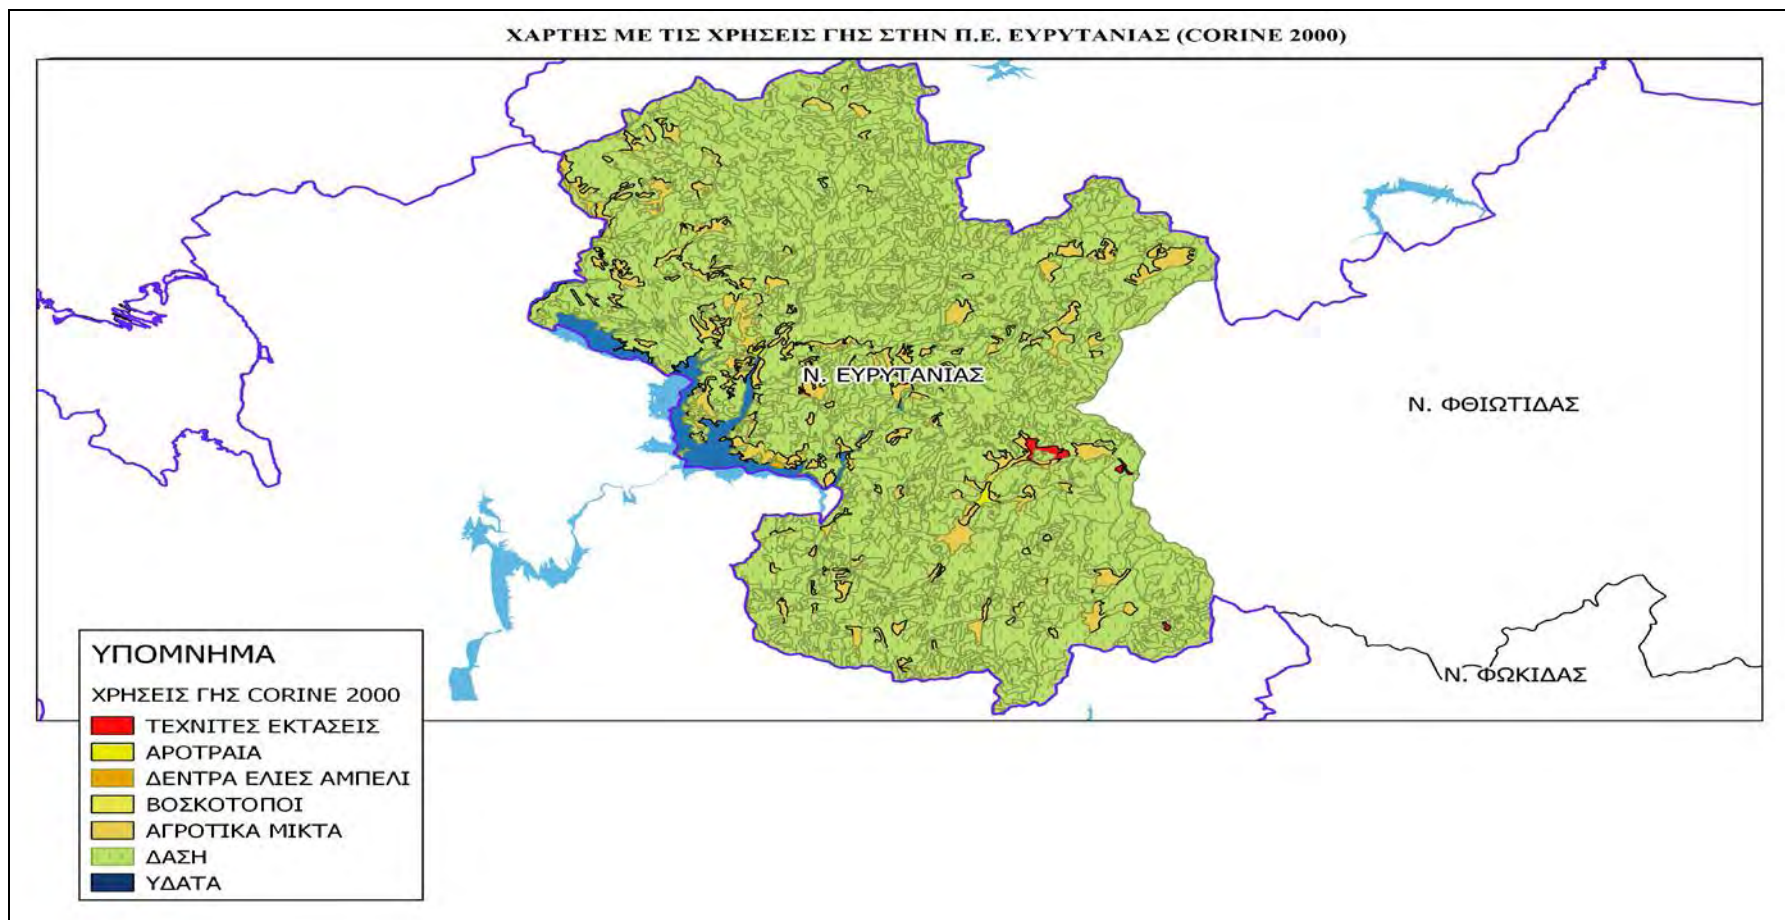 ΧΑΡΤΗΣ ΜΕ ΤΙΣ ΧΡΗΣΕΙΣ ΓΗΣ ΣΤΗΝ Π.Ε. ΕΥΡΥΤΑΝΙΑΣ (CORINE 2000)
Ν. ΕΥΡΥΤΑΝΙΑΣ
Ν. ΦΘΙΩΤΙΔΑΣ
Ν. ΦΩΚΙΔΑΣ
ΥΠΟΜΝΗΜΑ
ΧΡΗΣΕΙΣ ΓΗΣ CORINE 2000
ΤΕΧΝΙΤΕΣ ΕΚΤΑΣΕΙΣ
ΑΡΟΤΡΑΙΑ
ΔΕΝΤΡΑ ΕΛΙΕΣ ΑΜΠΕΛΙ
ΒΟΣΚΟΤΟΠΟΙ
ΑΓΡΟΤΙΚΑ ΜΙΚΤΑ
ΔΑΣΗ
ΥΔΑΤΑ